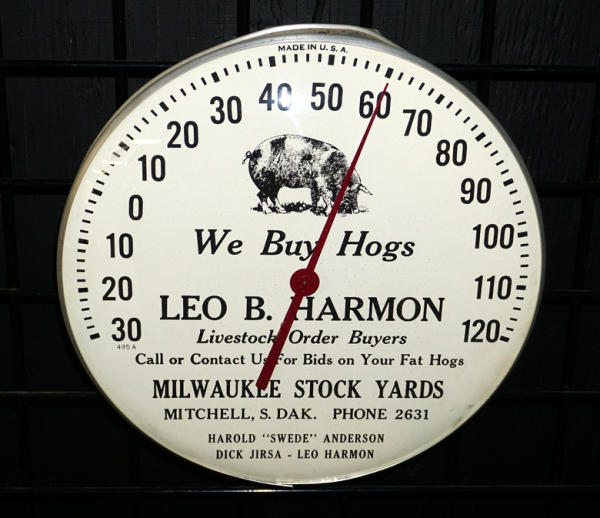 MADE IN U.S.A.
30 20 10 0 10 20 30 40 50 60 70 80 90 100 110 120
495A
We Buy Hogs
LEO B. HARMON
Livestock Order Buyers
Call or Contact Us For Bids on Your Fat Hogs
MILWAUKEE STOCK YARDS
MITCHELL, S. DAK. PHONE 2631
HAROLD "SWEDE" ANDERSON
DICK JIRSA - LEO HARMON